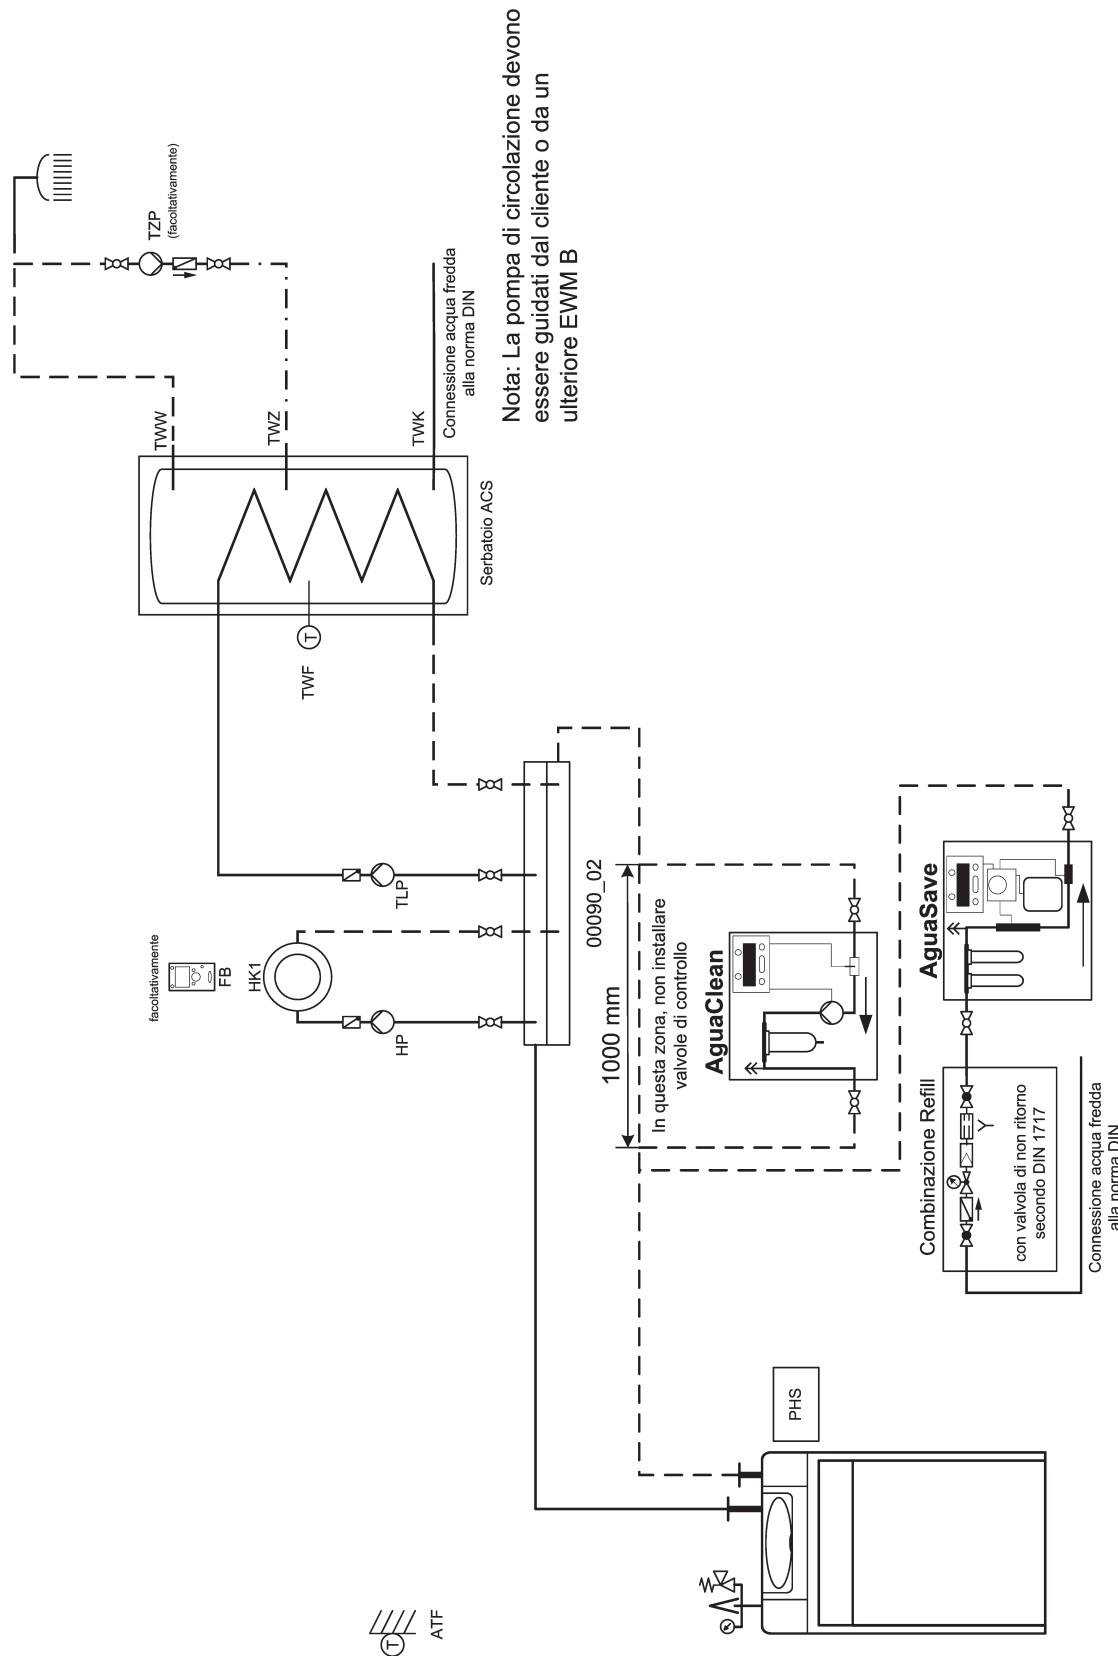 TZP
(facoltativamente)
TWW
TWZ
TWK
Connessione acqua fredda
alla norma DIN
Nota: La pompa di circolazione devono
essere guidati dal cliente o da un
ulteriore EWM B
Serbatoio ACS
T
TWF
facoltativamente
FB
HK1
TLP
HP
00090_02
1000 mm
In questa zona, non installare
valvole di controllo
AguaClean
AguaSave
Combinazione Refill
con valvola di non ritorno
secondo DIN 1717
Connessione acqua fredda
alla norma DIN
PHS
T
ATF